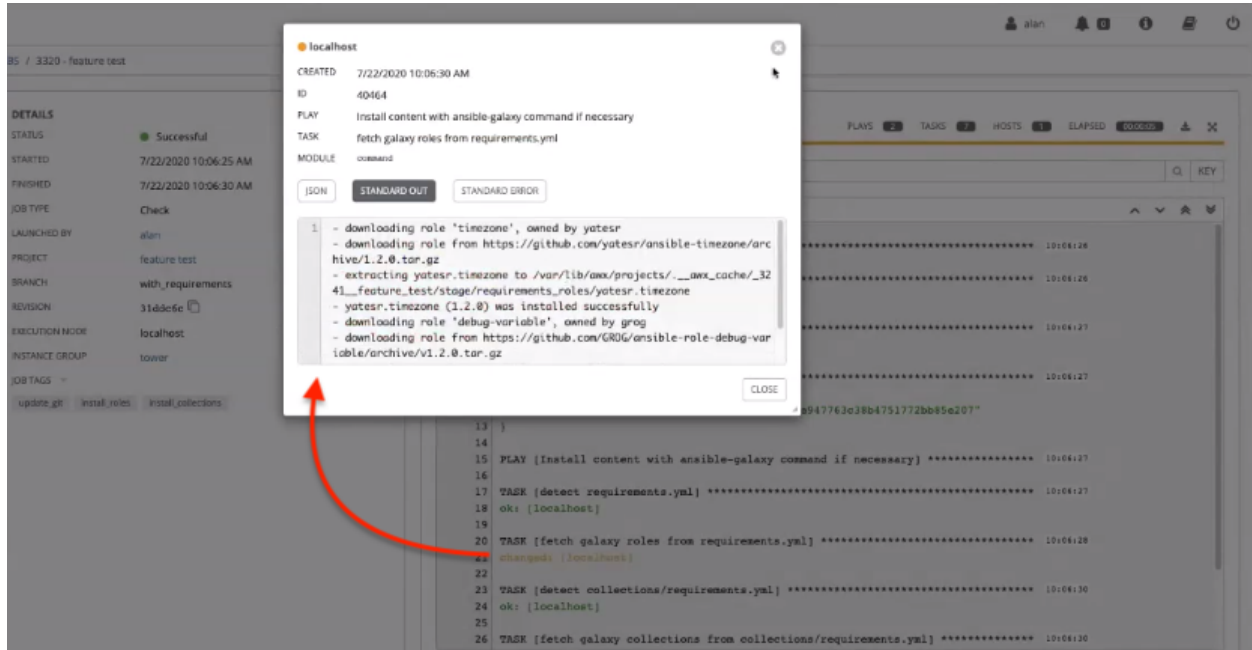 alan 0
BS / 3320 - feature test
localhost
CREATED 7/22/2020 10:06:30 AM
ID 40464
PLAY Install content with ansible-galaxy command if necessary
TASK fetch galaxy roles from requirements.yml
MODULE command
JSON STANDARD OUT STANDARD ERROR
1 - downloading role 'timezone', owned by yatesr
- downloading role from https://github.com/yatesr/ansible-timezone/arc
hive/1.2.0.tar.gz
- extracting yatesr.timezone to /var/lib/awx/projects/.__awx_cache/_32
41__feature_test/stage/requirements_roles/yatesr.timezone
- yatesr.timezone (1.2.0) was installed successfully
- downloading role 'debug-variable', owned by grog
- downloading role from https://github.com/GROG/ansible-role-debug-var
iable/archive/v1.2.0.tar.gz
CLOSE
DETAILS
STATUS Successful
STARTED 7/22/2020 10:06:25 AM
FINISHED 7/22/2020 10:06:30 AM
JOB TYPE Check
LAUNCHED BY alan
PROJECT feature test
BRANCH with_requirements
REVISION 31ddc6e
EXECUTION NODE localhost
INSTANCE GROUP tower
JOB TAGS
update_git install_roles install_collections
PLAYS 2 TASKS 7 HOSTS 1 ELAPSED 00:00:05
KEY
10:06:26
10:06:26
10:06:27
10:06:27
13 }
14
15 PLAY [Install content with ansible-galaxy command if necessary] **************** 10:06:27
16
17 TASK [detect requirements.yml] ************************************************* 10:06:27
18 ok: [localhost]
19
20 TASK [fetch galaxy roles from requirements.yml] ******************************** 10:06:28
21 changed: [localhost]
22
23 TASK [detect collections/requirements.yml] ************************************* 10:06:30
24 ok: [localhost]
25
26 TASK [fetch galaxy collections from collections/requirements.yml] ************** 10:06:30